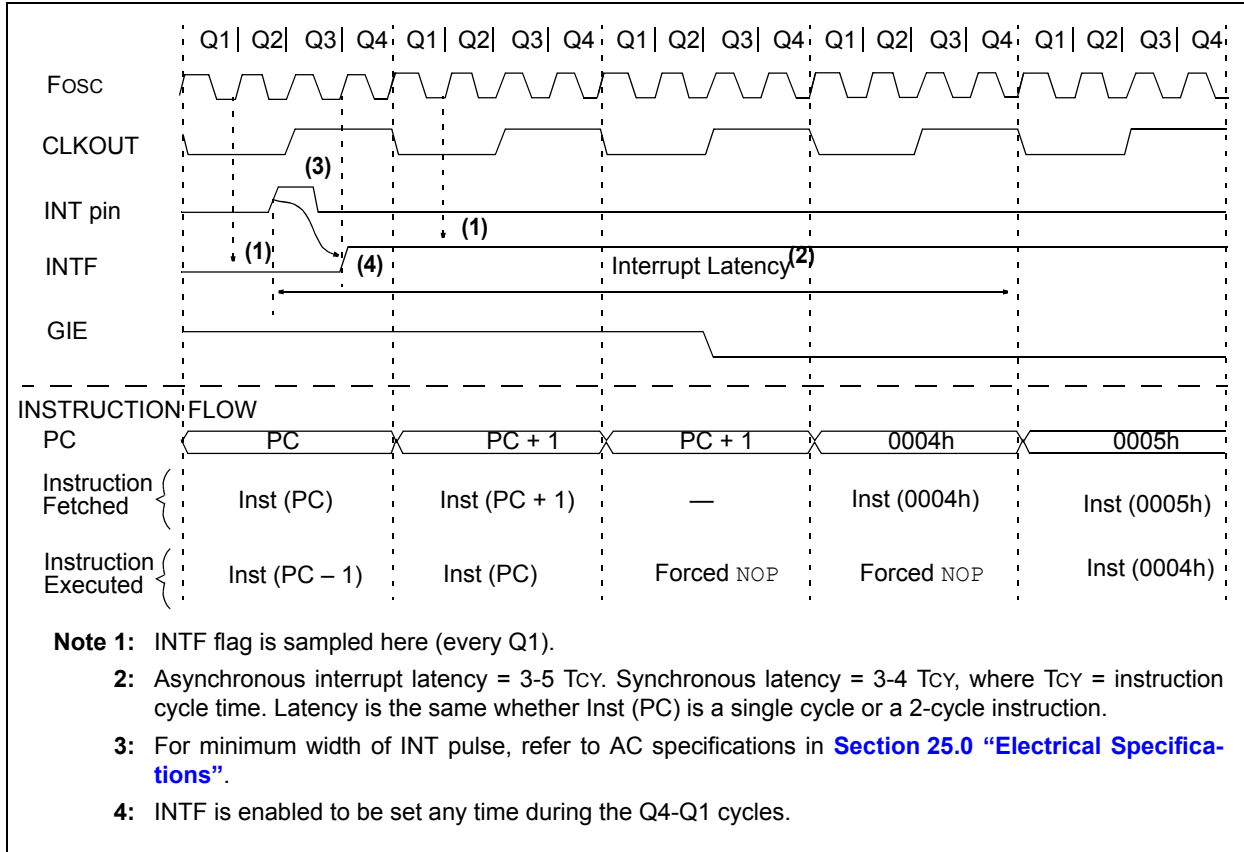 Q1| Q2| Q3| Q4 Q1| Q2| Q3| Q4 Q1| Q2| Q3| Q4 Q1| Q2| Q3| Q4 Q1| Q2| Q3| Q4
FOSC
CLKOUT
(3)
INT pin
(1) (1)
INTF (4) Interrupt Latency(2)
GIE
INSTRUCTION FLOW
PC PC PC + 1 PC + 1 0004h 0005h
Instruction
Fetched Inst (PC) Inst (PC + 1) — Inst (0004h) Inst (0005h)
Instruction
Executed Inst (PC – 1) Inst (PC) Forced NOP Forced NOP Inst (0004h)
Note 1: INTF flag is sampled here (every Q1).
2: Asynchronous interrupt latency = 3-5 TCY. Synchronous latency = 3-4 TCY, where TCY = instruction
cycle time. Latency is the same whether Inst (PC) is a single cycle or a 2-cycle instruction.
3: For minimum width of INT pulse, refer to AC specifications in Section 25.0 “Electrical Specifica-
tions”.
4: INTF is enabled to be set any time during the Q4-Q1 cycles.